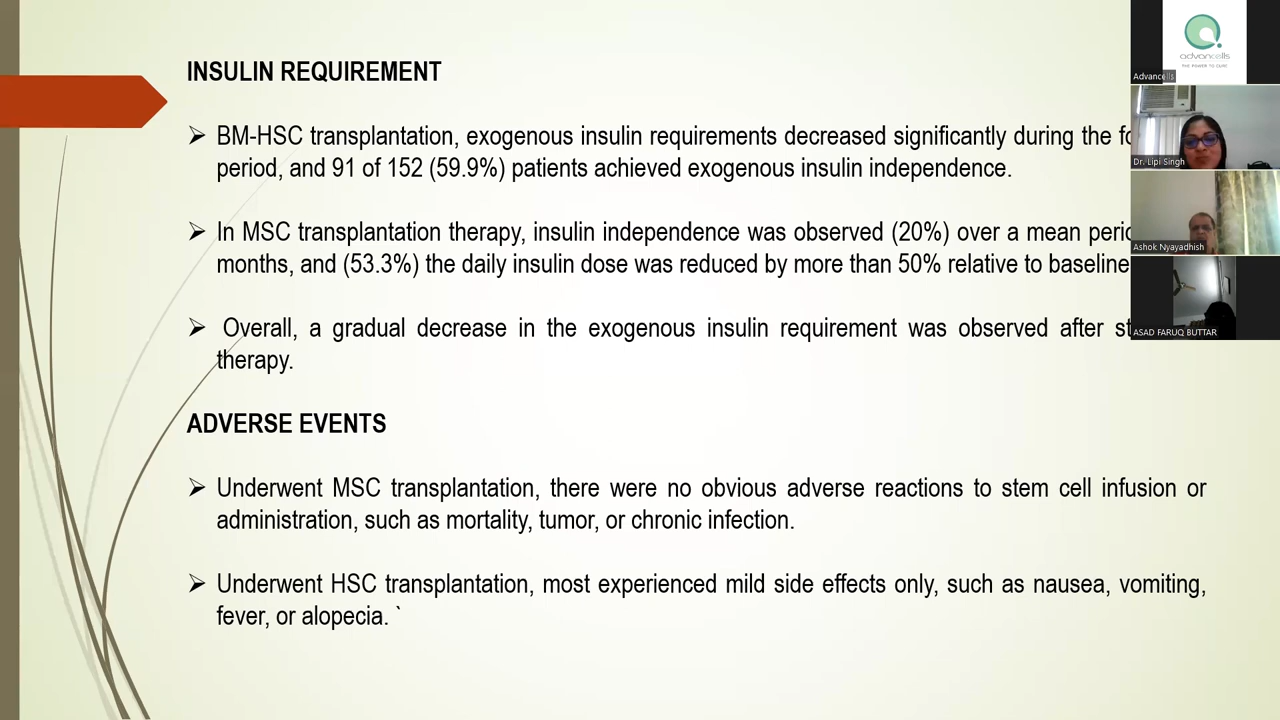 INSULIN REQUIREMENT
➢ BM-HSC transplantation, exogenous insulin requirements decreased significantly during the
period, and 91 of 152 (59.9%) patients achieved exogenous insulin independence.
➢ In MSC transplantation therapy, insulin independence was observed (20%) over a mean
months, and (53.3%) the daily insulin dose was reduced by more than 50% relative to baseline
➢ Overall, a gradual decrease in the exogenous insulin requirement was observed after
therapy.
ADVERSE EVENTS
➢ Underwent MSC transplantation, there were no obvious adverse reactions to stem cell infusion or
administration, such as mortality, tumor, or chronic infection.
➢ Underwent HSC transplantation, most experienced mild side effects only, such as nausea, vomiting,
fever, or alopecia. `
advancells
THE POWER TO CURE
Advancells
Dr. Lipi Singh
Ashok Nyayadhish
ASAD FARUQ BUTTAR